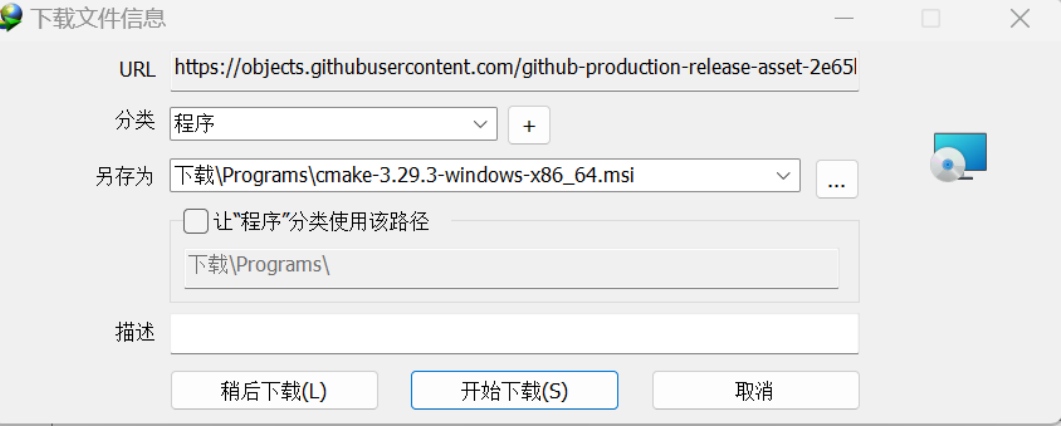 下载文件信息
URL https://objects.githubusercontent.com/github-production-release-asset-2e65
分类 程序 +
另存为 下载\Programs\cmake-3.29.3-windows-x86_64.msi ...
让“程序”分类使用该路径
下载\Programs\
描述
稍后下载(L) 开始下载(S) 取消